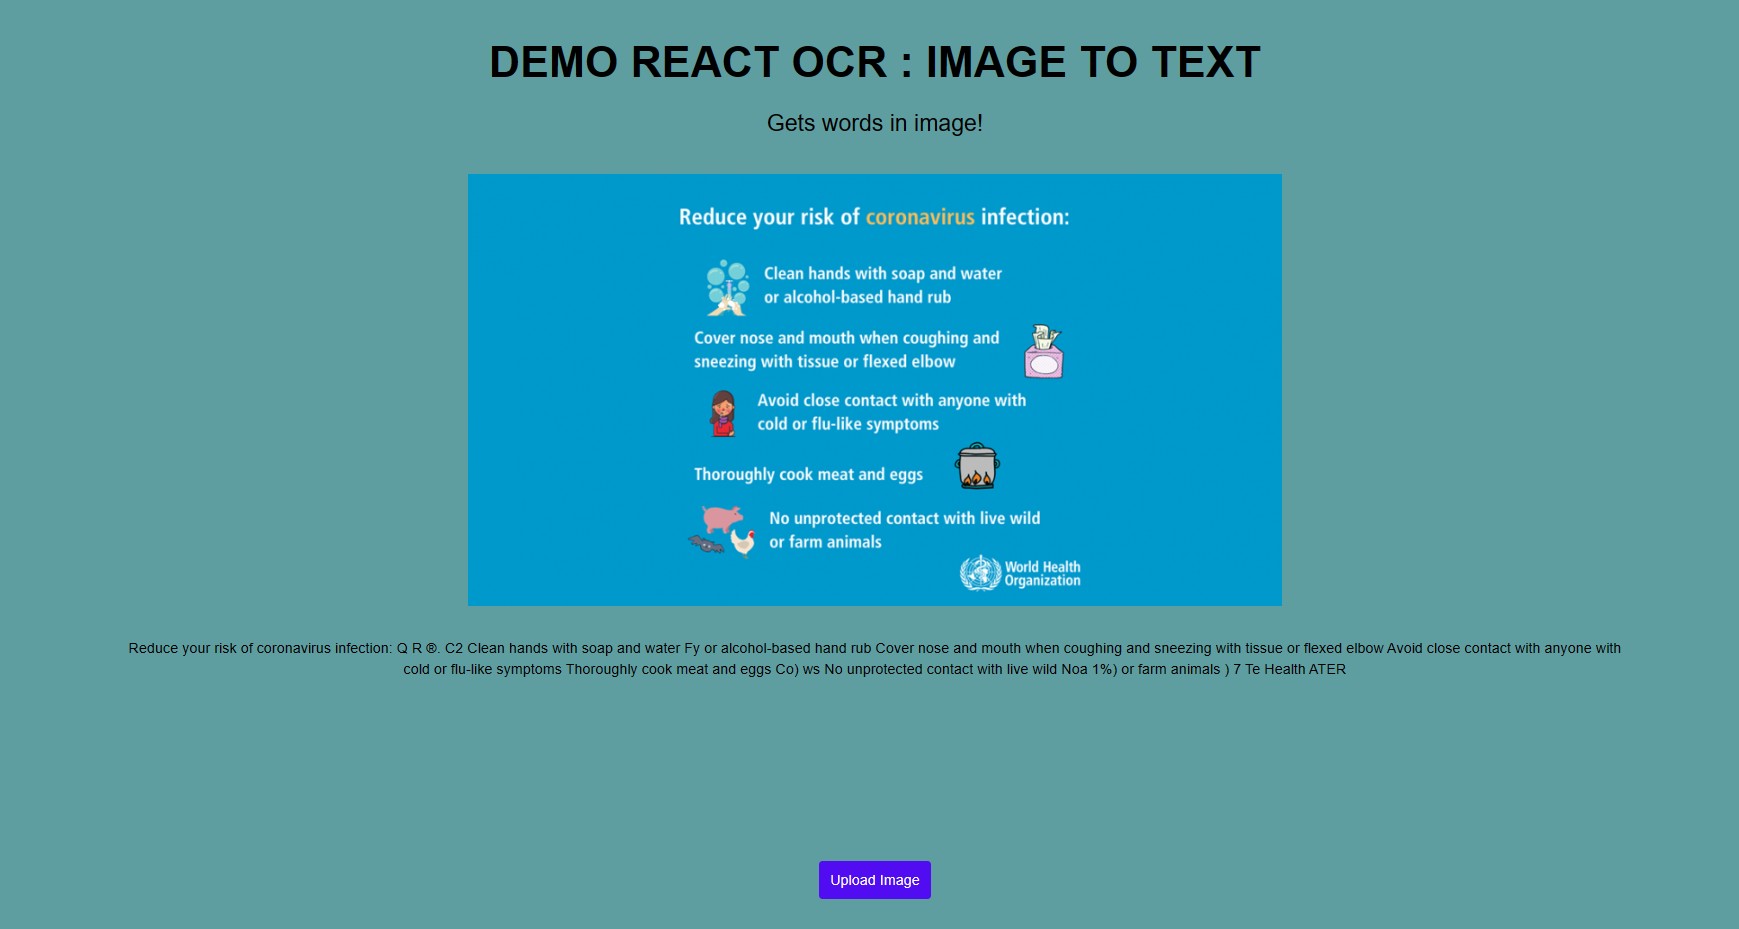 DEMO REACT OCR : IMAGE TO TEXT
Gets words in image!
Reduce your risk of coronavirus infection:
Clean hands with soap and water
or alcohol-based hand rub
Cover nose and mouth when coughing and
sneezing with tissue or flexed elbow
Avoid close contact with anyone with
cold or flu-like symptoms
Thoroughly cook meat and eggs
No unprotected contact with live wild
or farm animals
World Health
Organization
Reduce your risk of coronavirus infection: Q R ®. C2 Clean hands with soap and water Fy or alcohol-based hand rub Cover nose and mouth when coughing and sneezing with tissue or flexed elbow Avoid close contact with anyone with
cold or flu-like symptoms Thoroughly cook meat and eggs Co) ws No unprotected contact with live wild Noa 1%) or farm animals ) 7 Te Health ATER
Upload Image